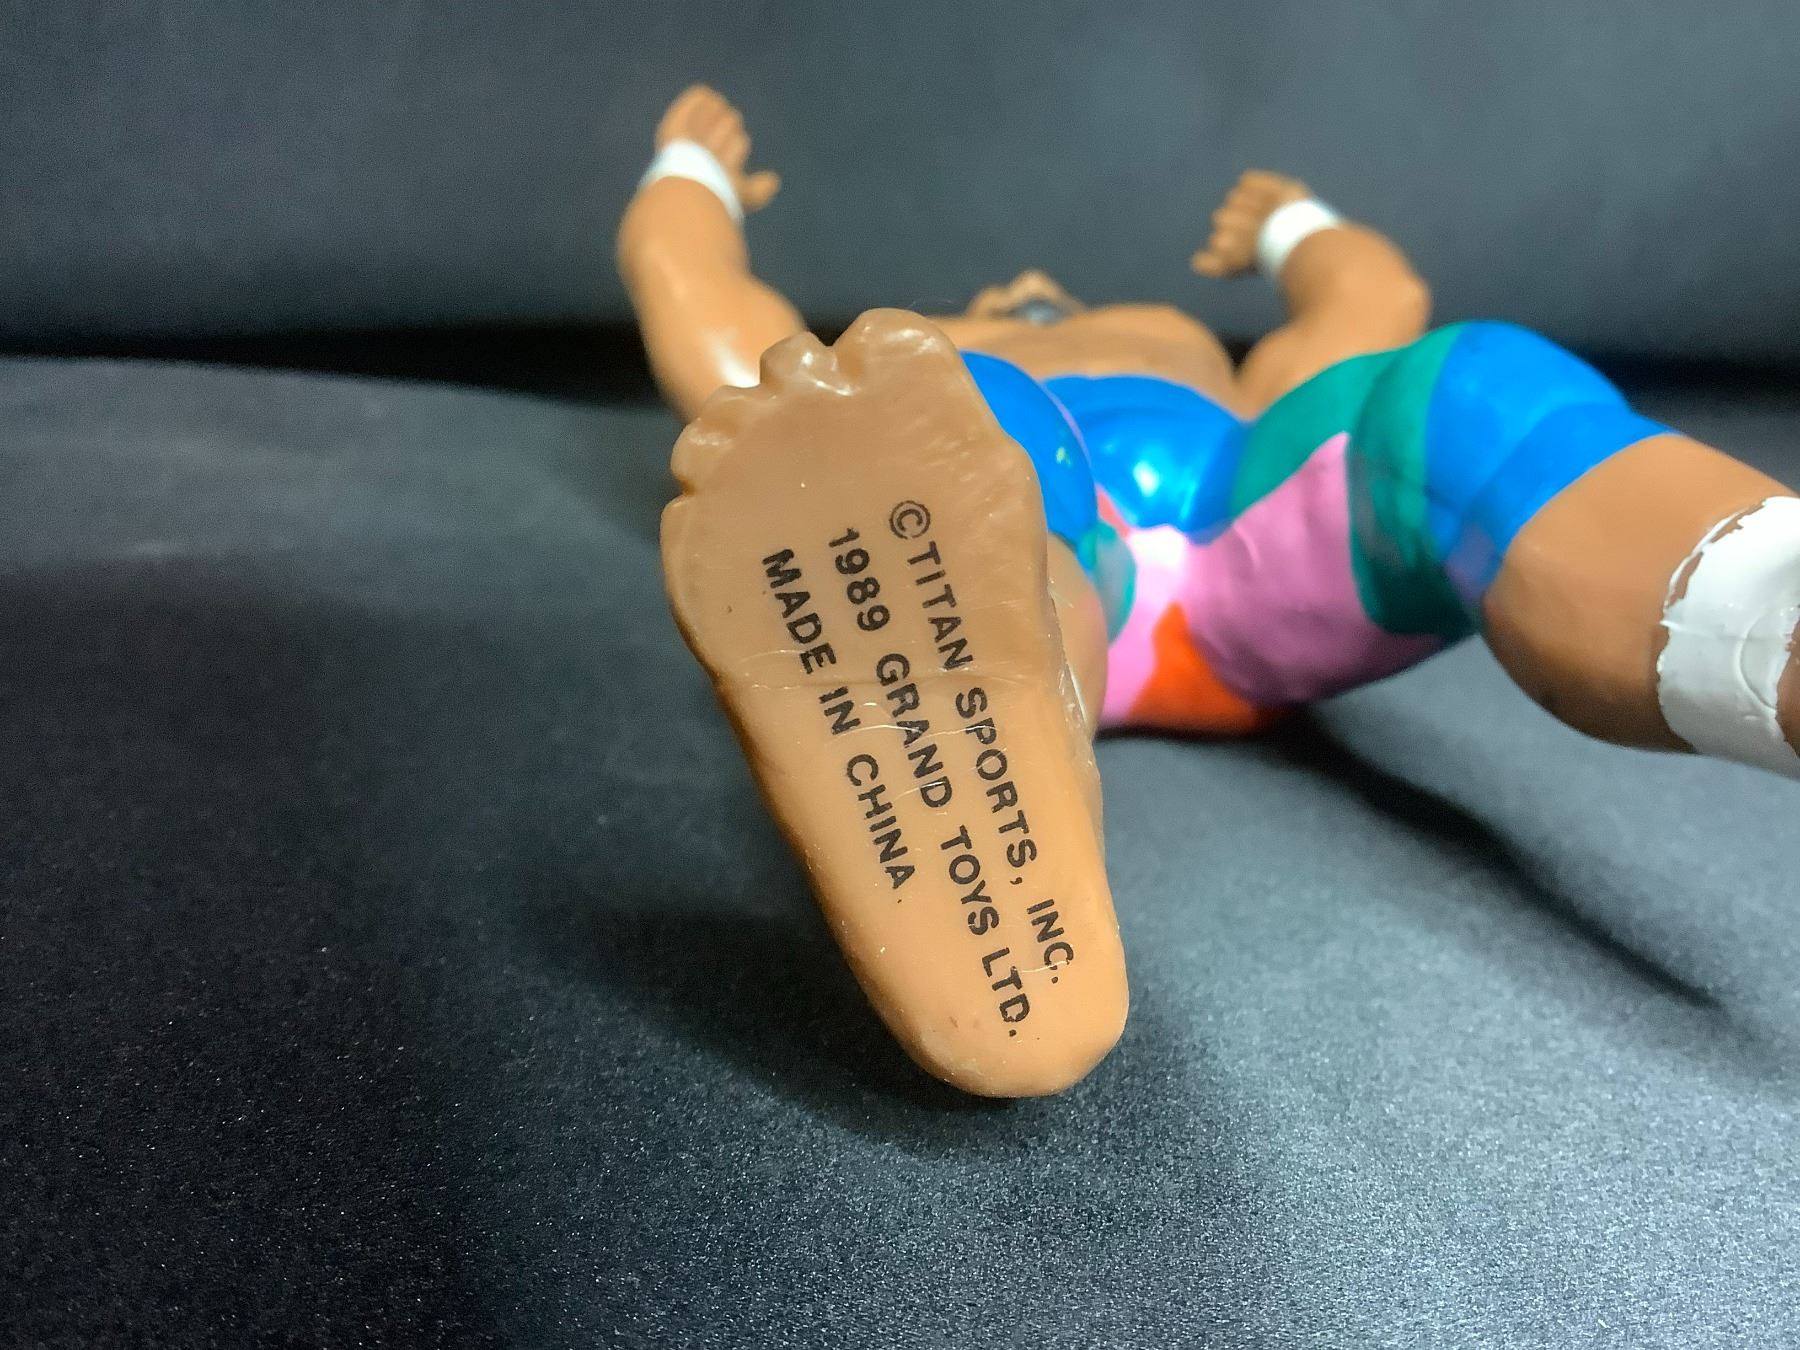 ©TITAN SPORTS, INC.
1989 GRAND TOYS LTD.
MADE IN CHINA